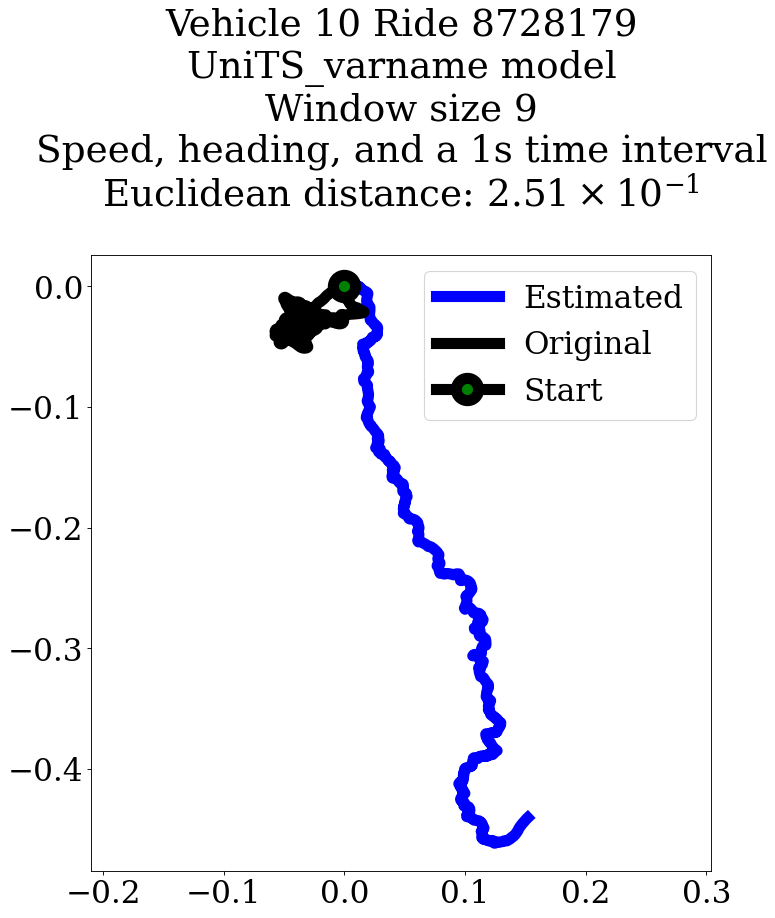 Vehicle 10 Ride 8728179
UniTS_varname model
Window size 9
Speed, heading, and a 1s time interval
Euclidean distance: 2.51 × 10⁻¹
Estimated
Original
Start
0.0
−0.1
−0.2
−0.3
−0.4
−0.2 −0.1 0.0 0.1 0.2 0.3